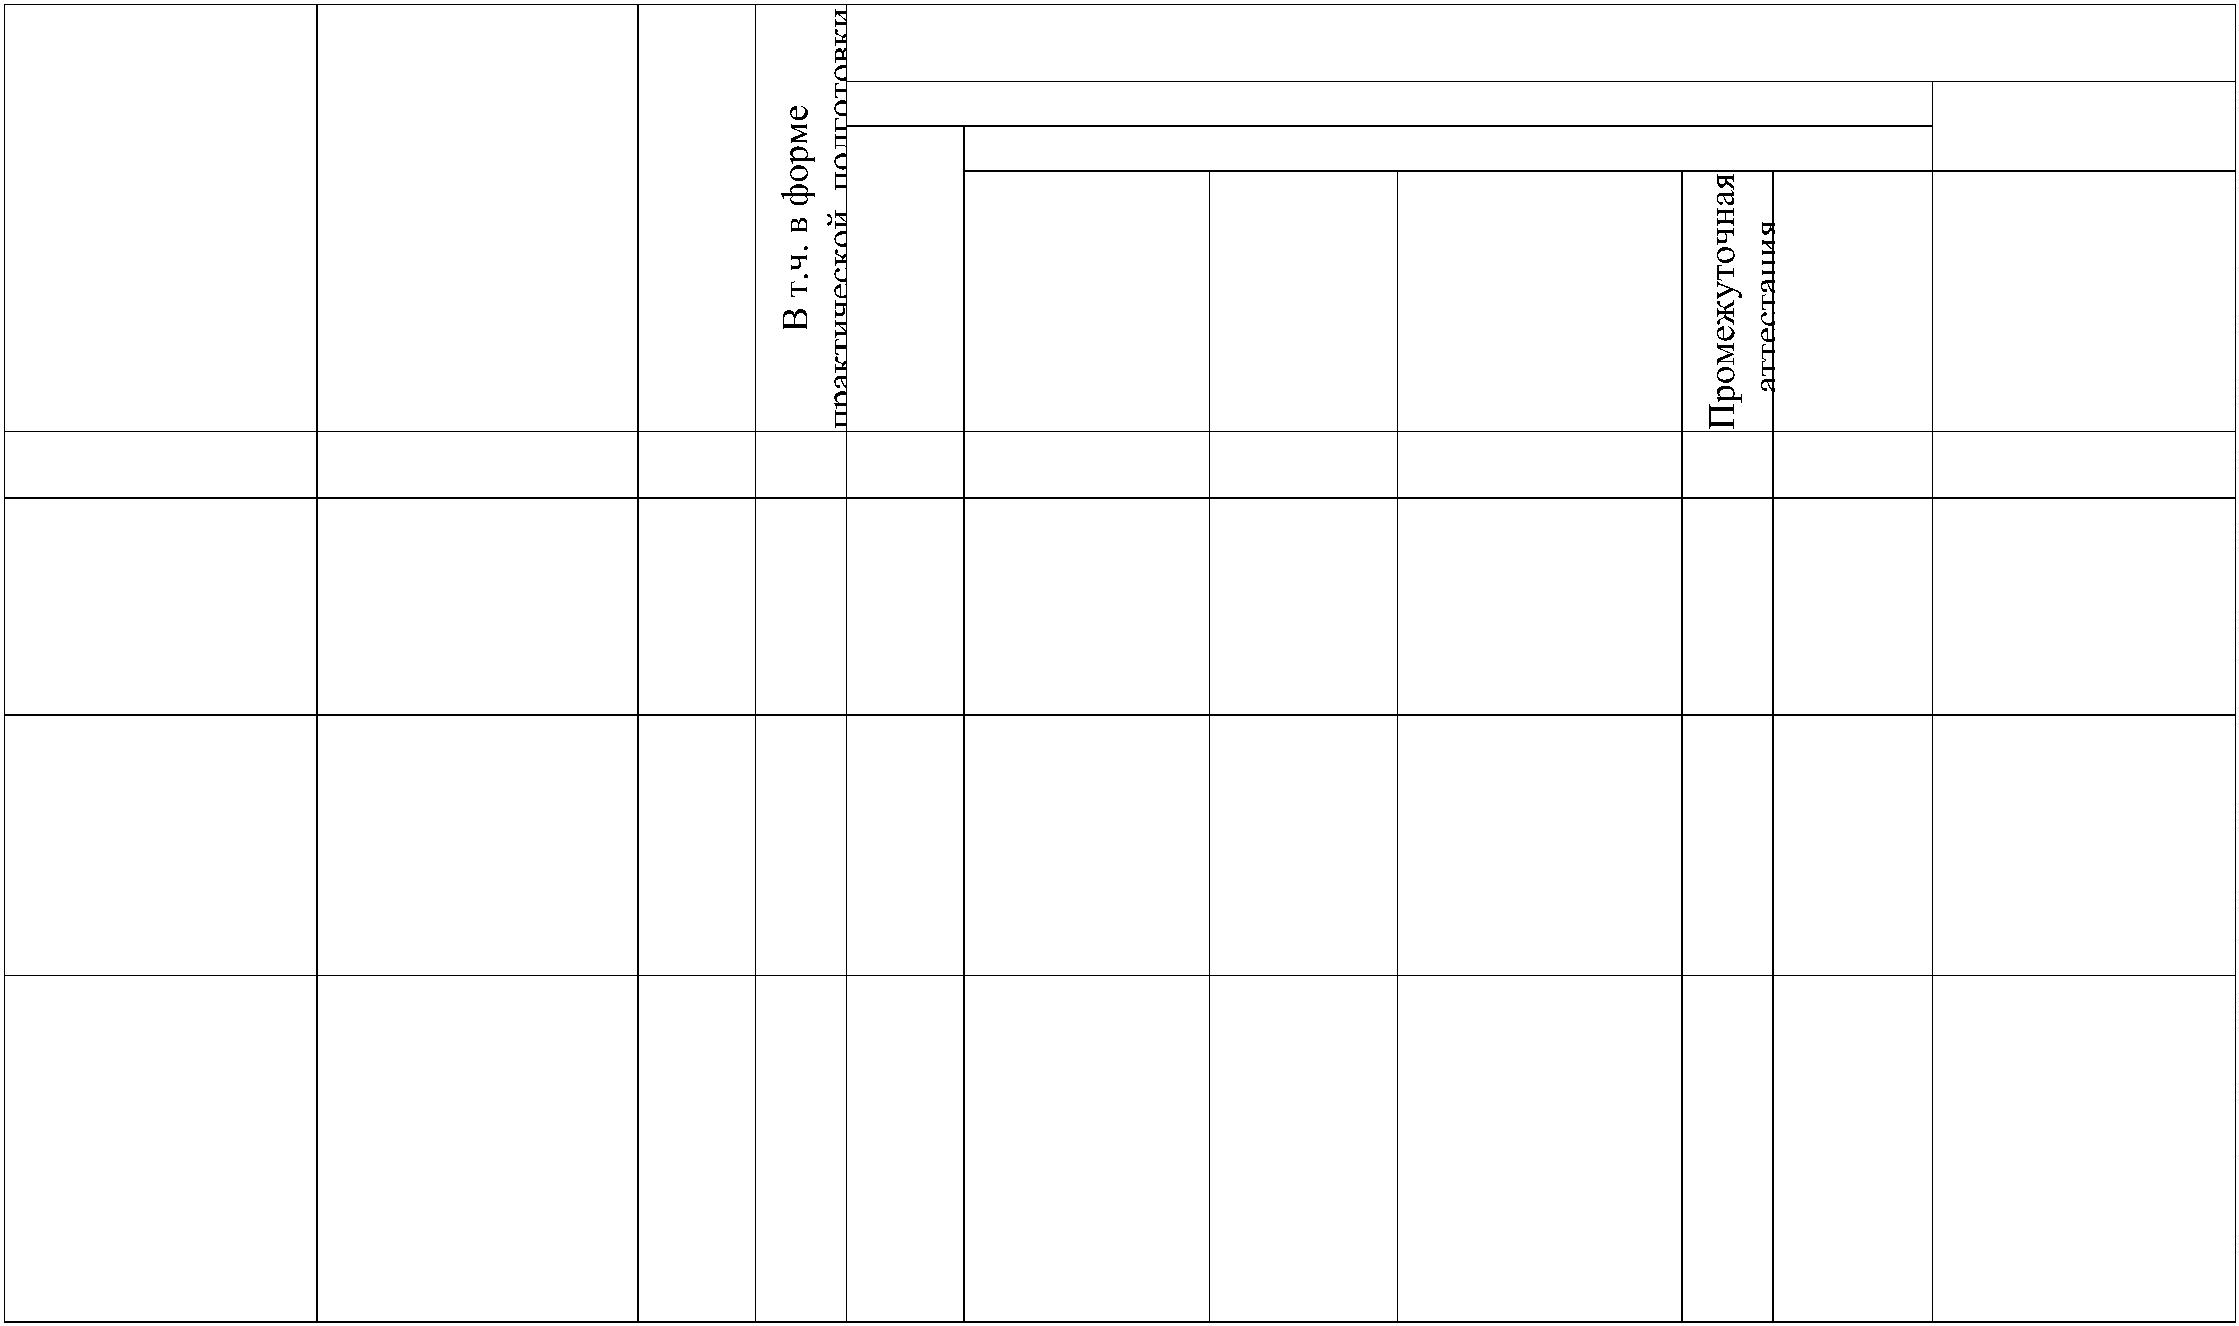 В т.ч. в форме
практической подготовки
Промежуточная
аттестация